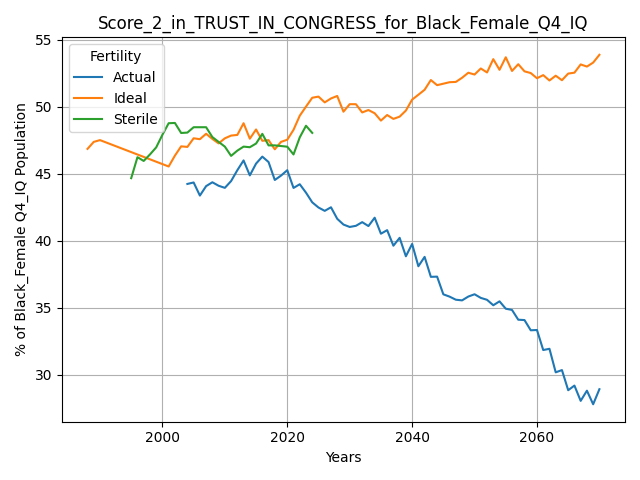 Score_2_in_TRUST_IN_CONGRESS_for_Black_Female_Q4_IQ
Fertility
Actual
Ideal
Sterile
% of Black_Female Q4_IQ Population
55
50
45
40
35
30
2000
2020
2040
2060
Years